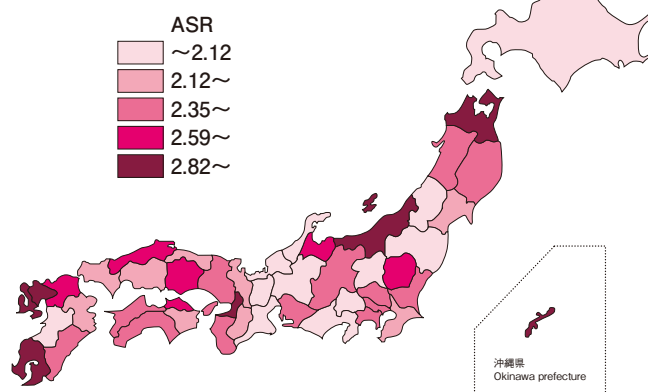 ASR
～2.12
2.12～
2.35～
2.59～
2.82～
沖縄県
Okinawa prefecture